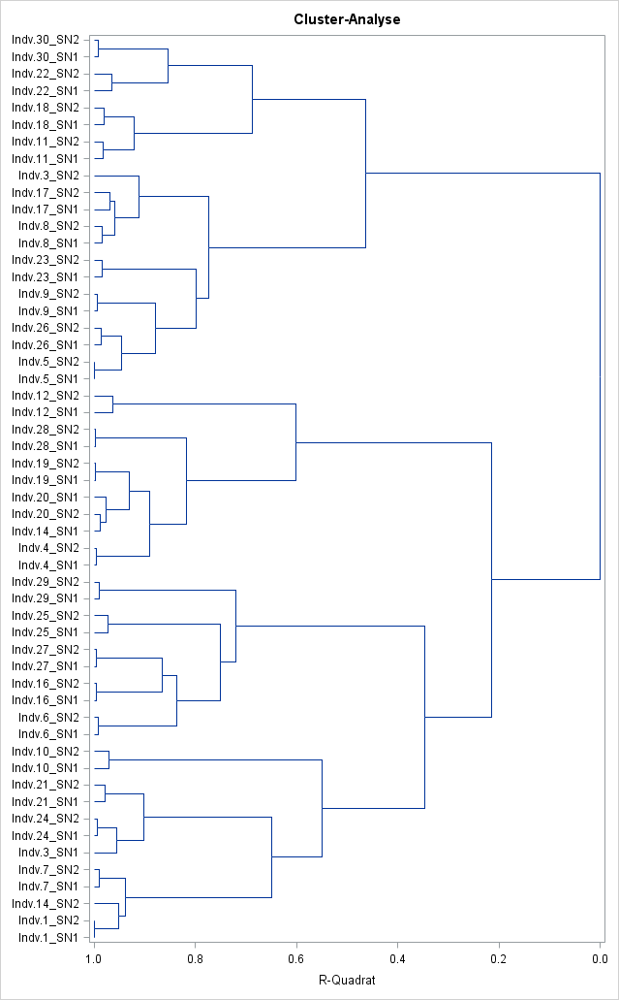 Cluster-Analyse
Indv.30_SN2
Indv.30_SN1
Indv.22_SN2
Indv.22_SN1
Indv.18_SN2
Indv.18_SN1
Indv.11_SN2
Indv.11_SN1
Indv.3_SN2
Indv.17_SN2
Indv.17_SN1
Indv.8_SN2
Indv.8_SN1
Indv.23_SN2
Indv.23_SN1
Indv.9_SN2
Indv.9_SN1
Indv.26_SN2
Indv.26_SN1
Indv.5_SN2
Indv.5_SN1
Indv.12_SN2
Indv.12_SN1
Indv.28_SN2
Indv.28_SN1
Indv.19_SN2
Indv.19_SN1
Indv.20_SN1
Indv.20_SN2
Indv.14_SN1
Indv.4_SN2
Indv.4_SN1
Indv.29_SN2
Indv.29_SN1
Indv.25_SN2
Indv.25_SN1
Indv.27_SN2
Indv.27_SN1
Indv.16_SN2
Indv.16_SN1
Indv.6_SN2
Indv.6_SN1
Indv.10_SN2
Indv.10_SN1
Indv.21_SN2
Indv.21_SN1
Indv.24_SN2
Indv.24_SN1
Indv.3_SN1
Indv.7_SN2
Indv.7_SN1
Indv.14_SN2
Indv.1_SN2
Indv.1_SN1
1.0 0.8 0.6 0.4 0.2 0.0
R-Quadrat